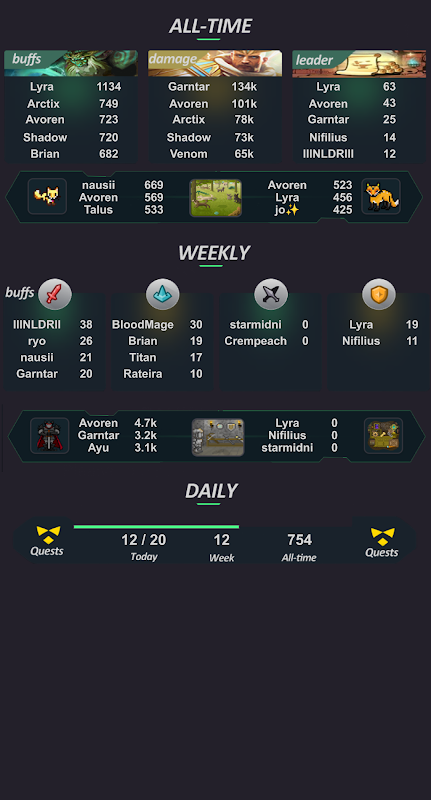 ALL-TIME
buffs damage leader
Lyra 1134 Garntar 134k Lyra 63
Arctix 749 Avoren 101k Avoren 43
Avoren 723 Arctix 78k Garntar 25
Shadow 720 Shadow 73k Nifilius 14
Brian 682 Venom 65k IIINLDRIII 12
nausii 669 Avoren 523
Avoren 569 Lyra 456
Talus 533 jo✨ 425
WEEKLY
buffs
IIINLDRII 38 BloodMage 30 starmidni 0 Lyra 19
ryo 26 Brian 19 Crempeach 0 Nifilius 11
nausii 21 Titan 17
Garntar 20 Rateira 10
Avoren 4.7k Lyra 0
Garntar 3.2k Nifilius 0
Ayu 3.1k starmidni 0
DAILY
12 / 20 12 754
Quests Today Week All-time Quests